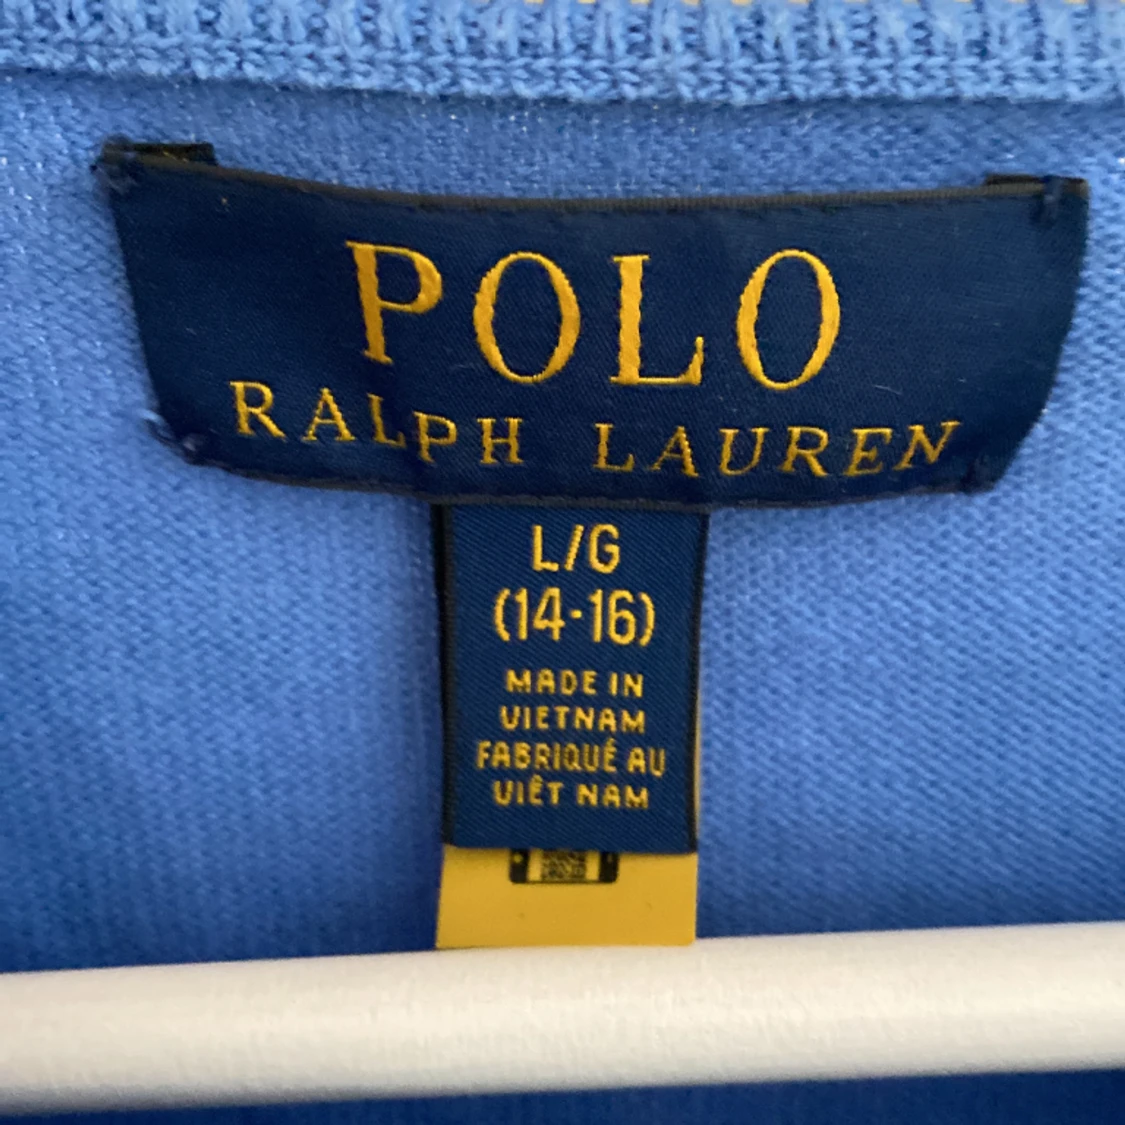 POLO
RALPH LAUREN
L/G
(14-16)
MADE IN
VIETNAM
FABRIQUÉ AU
VIÊT NAM